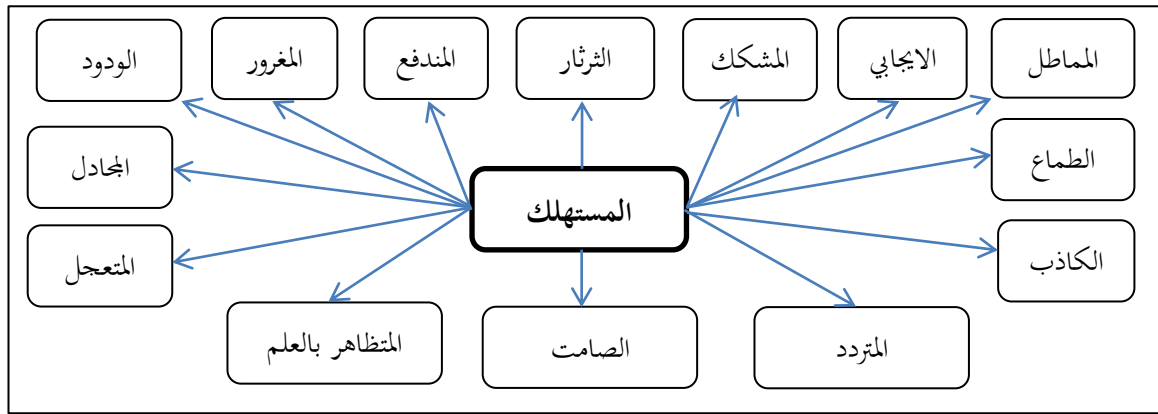 المماطل
الايجابي
المشكك
الثرثار
المندفع
المغرور
الودود
الطماع
المجادل
المستهلك
الكاذب
المتعجل
المتردد
الصامت
المتظاهر بالعلم